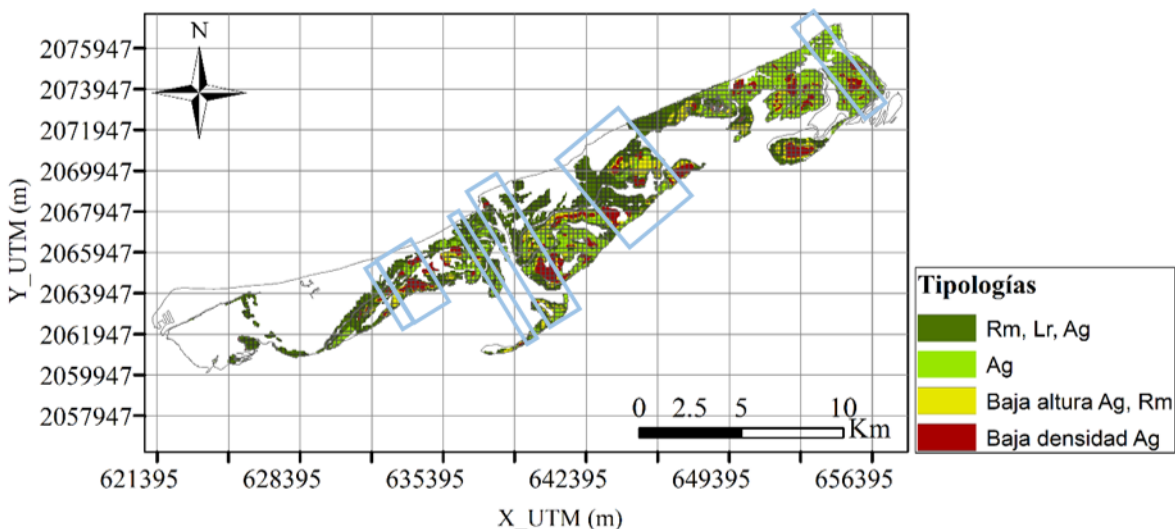 N
2075947
2073947
2071947
2069947
2067947
2065947
2063947
2061947
2059947
2057947
Y_UTM (m)
0 2.5 5 10
Km
621395 628395 635395 642395 649395 656395
X_UTM (m)
Tipologías
Rm, Lr, Ag
Ag
Baja altura Ag, Rm
Baja densidad Ag